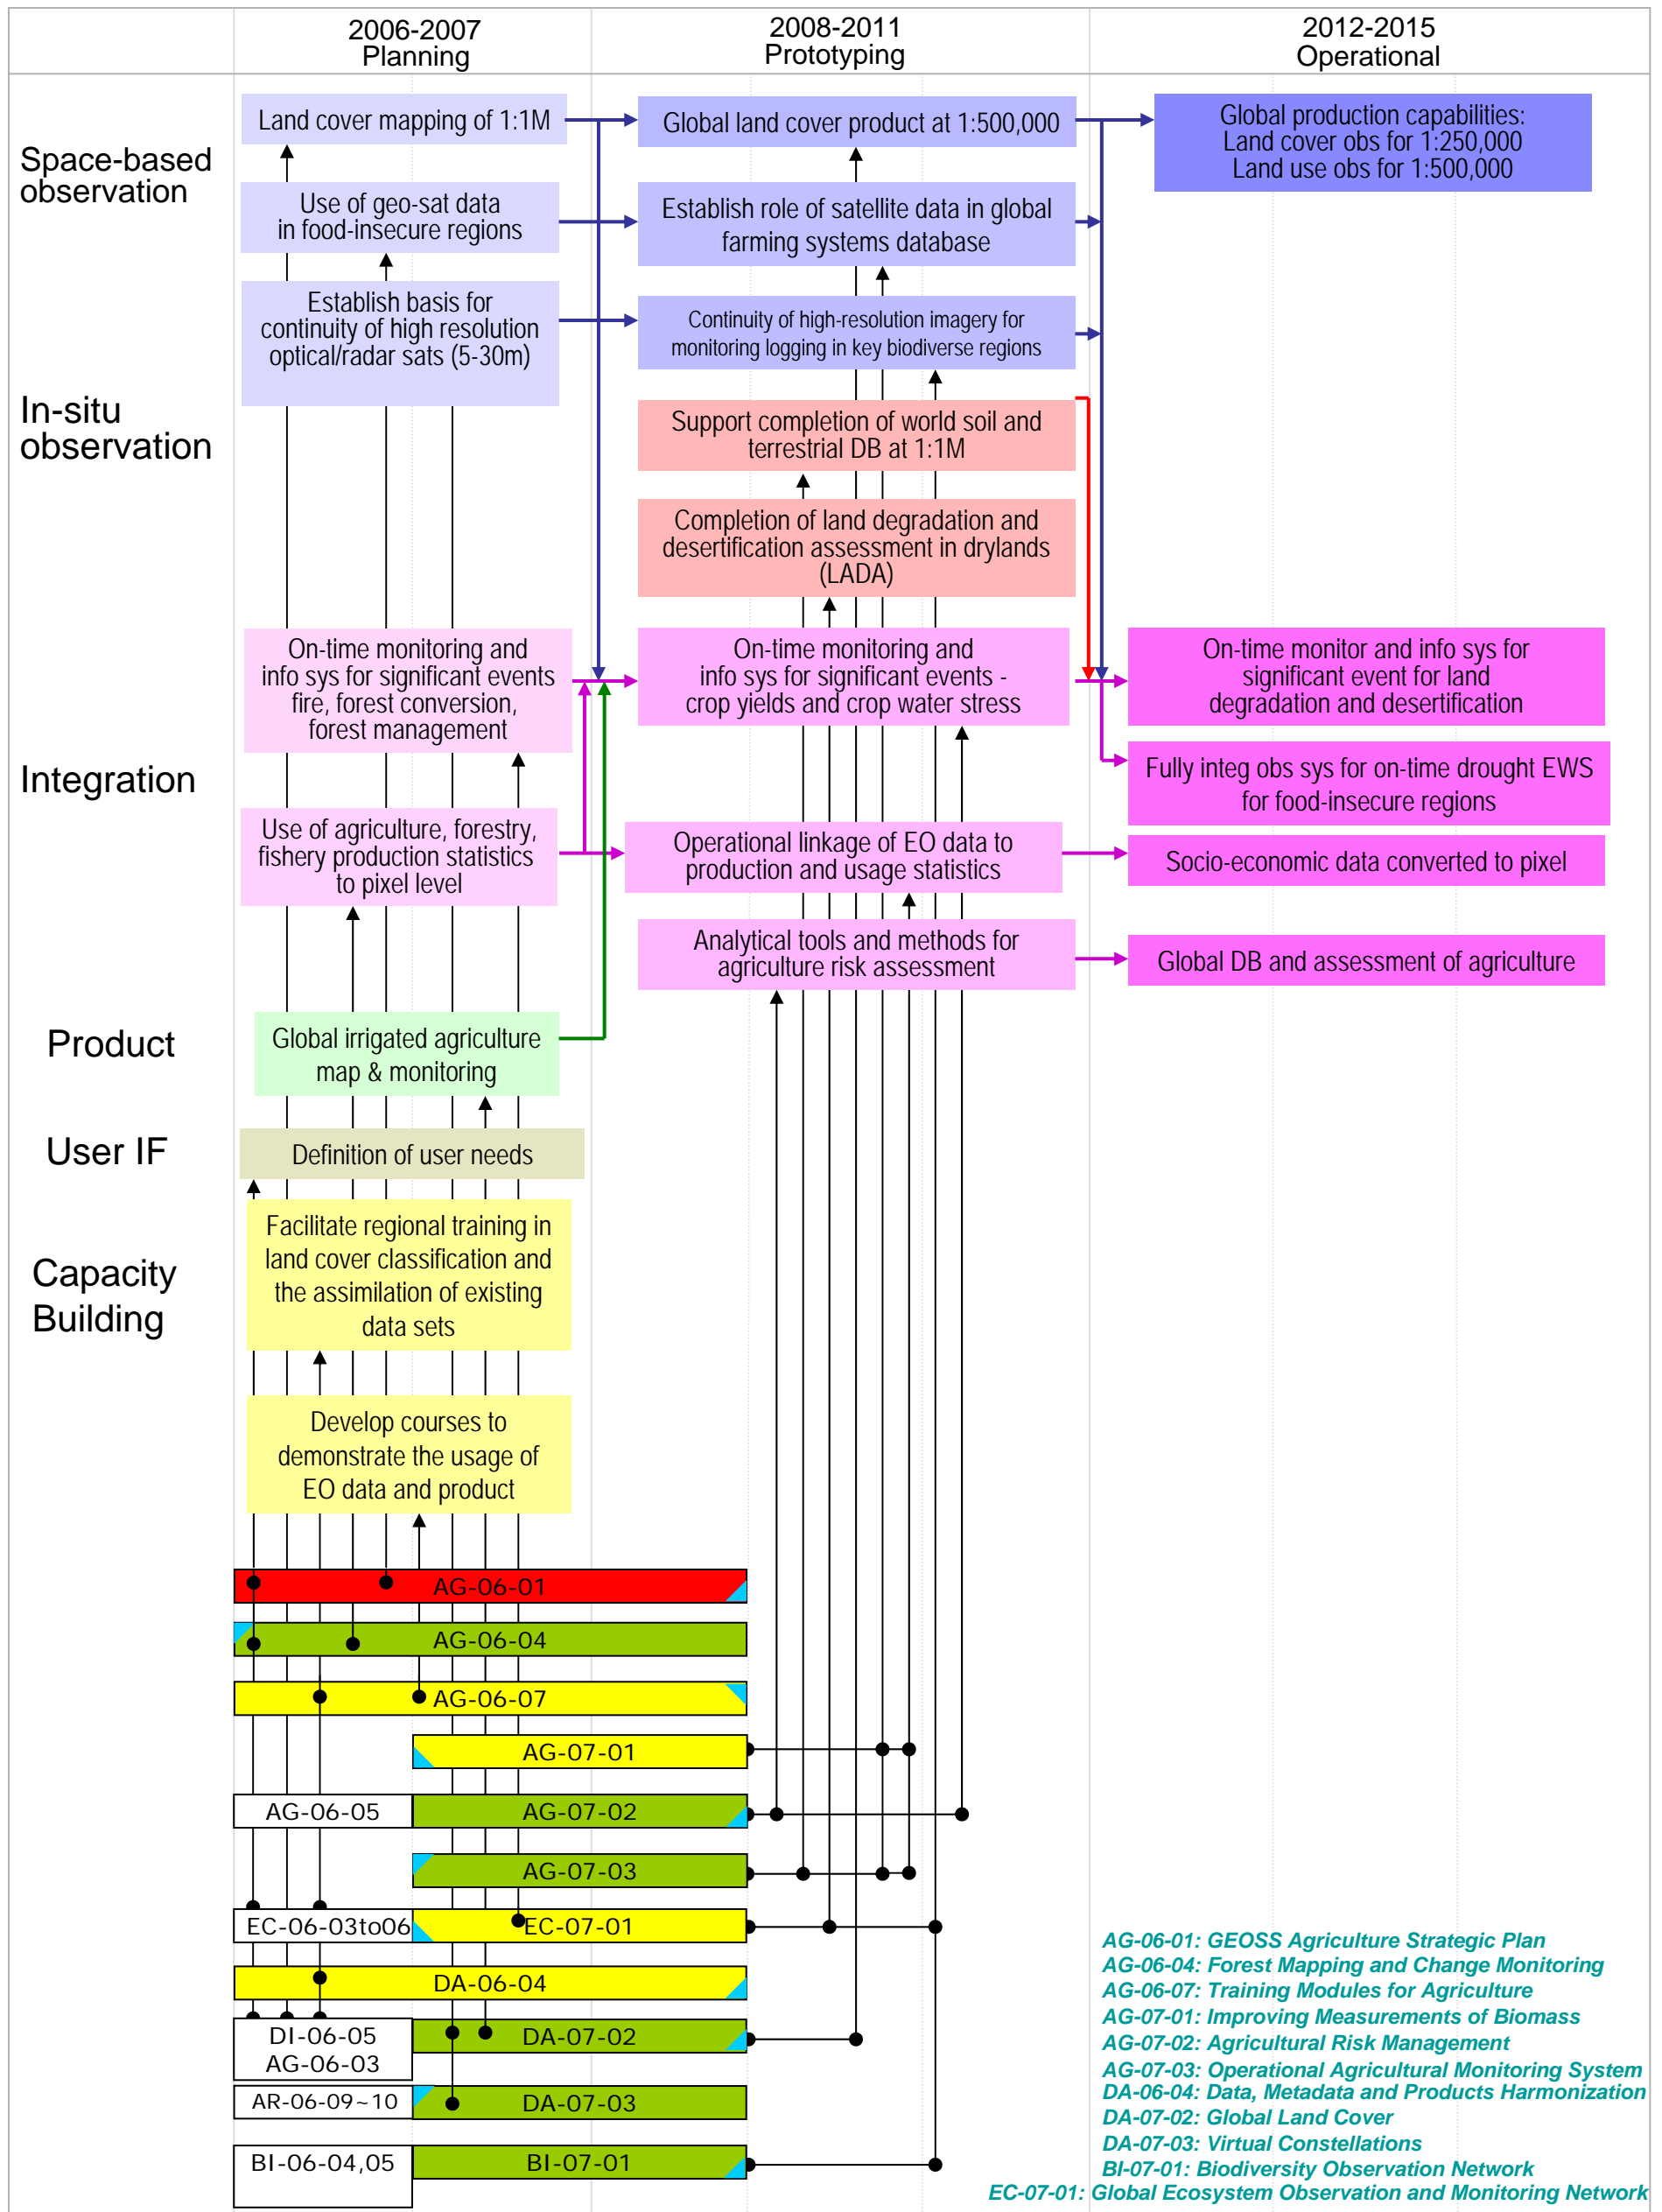 2006-2007
Planning
2008-2011
Prototyping
2012-2015
Operational
Space-based
observation
Land cover mapping of 1:1M
Global land cover product at 1:500,000
Global production capabilities:
Land cover obs for 1:250,000
Land use obs for 1:500,000
Use of geo-sat data
in food-insecure regions
Establish role of satellite data in global
farming systems database
Establish basis for
continuity of high resolution
optical/radar sats (5-30m)
Continuity of high-resolution imagery for
monitoring logging in key biodiverse regions
In-situ
observation
Support completion of world soil and
terrestrial DB at 1:1M
Completion of land degradation and
desertification assessment in drylands
(LADA)
Integration
On-time monitoring and
info sys for significant events
fire, forest conversion,
forest management
On-time monitoring and
info sys for significant events -
crop yields and crop water stress
On-time monitor and info sys for
significant event for land
degradation and desertification
Fully integ obs sys for on-time drought EWS
for food-insecure regions
Use of agriculture, forestry,
fishery production statistics
to pixel level
Operational linkage of EO data to
production and usage statistics
Socio-economic data converted to pixel
Analytical tools and methods for
agriculture risk assessment
Global DB and assessment of agriculture
Product
Global irrigated agriculture
map & monitoring
User IF
Definition of user needs
Capacity
Building
Facilitate regional training in
land cover classification and
the assimilation of existing
data sets
Develop courses to
demonstrate the usage of
EO data and product
AG-06-01
AG-06-04
AG-06-07
AG-07-01
AG-06-05
AG-07-02
AG-07-03
EC-06-03to06
EC-07-01
DA-06-04
DI-06-05
AG-06-03
DA-07-02
AR-06-09~10
DA-07-03
BI-06-04,05
BI-07-01
AG-06-01: GEOSS Agriculture Strategic Plan
AG-06-04: Forest Mapping and Change Monitoring
AG-06-07: Training Modules for Agriculture
AG-07-01: Improving Measurements of Biomass
AG-07-02: Agricultural Risk Management
AG-07-03: Operational Agricultural Monitoring System
DA-06-04: Data, Metadata and Products Harmonization
DA-07-02: Global Land Cover
DA-07-03: Virtual Constellations
BI-07-01: Biodiversity Observation Network
EC-07-01: Global Ecosystem Observation and Monitoring Network